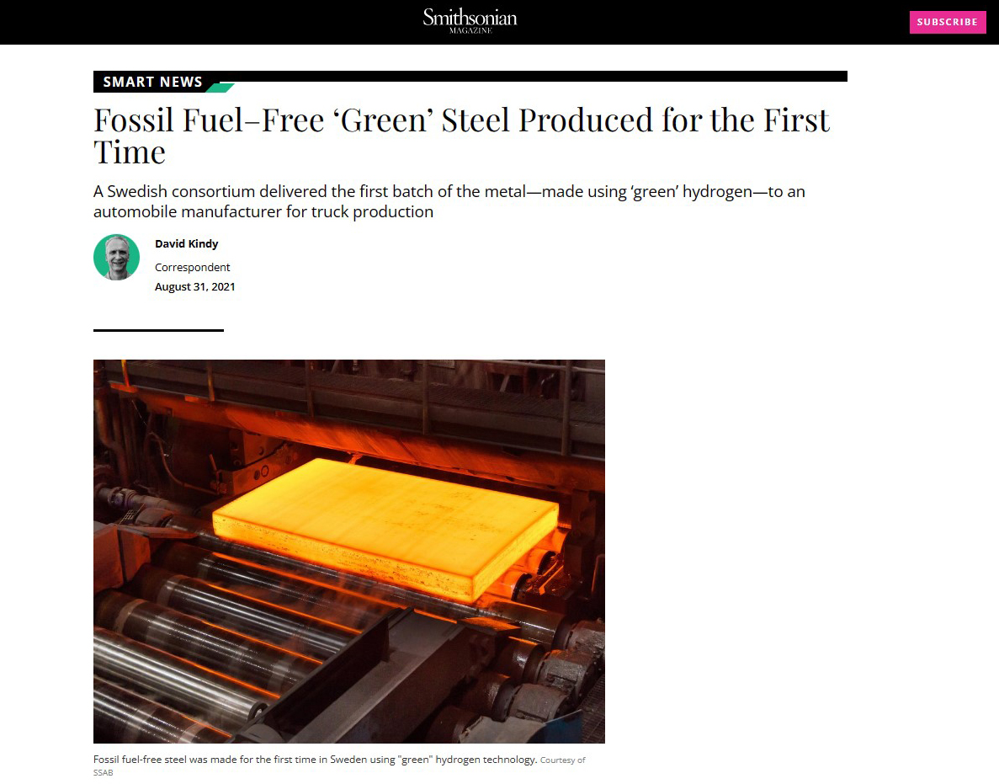 Smithsonian
MAGAZINE
SUBSCRIBE
SMART NEWS
Fossil Fuel–Free ‘Green’ Steel Produced for the First
Time
A Swedish consortium delivered the first batch of the metal—made using ‘green’ hydrogen—to an
automobile manufacturer for truck production
David Kindy
Correspondent
August 31, 2021
Fossil fuel-free steel was made for the first time in Sweden using "green" hydrogen technology. Courtesy of
SSAB